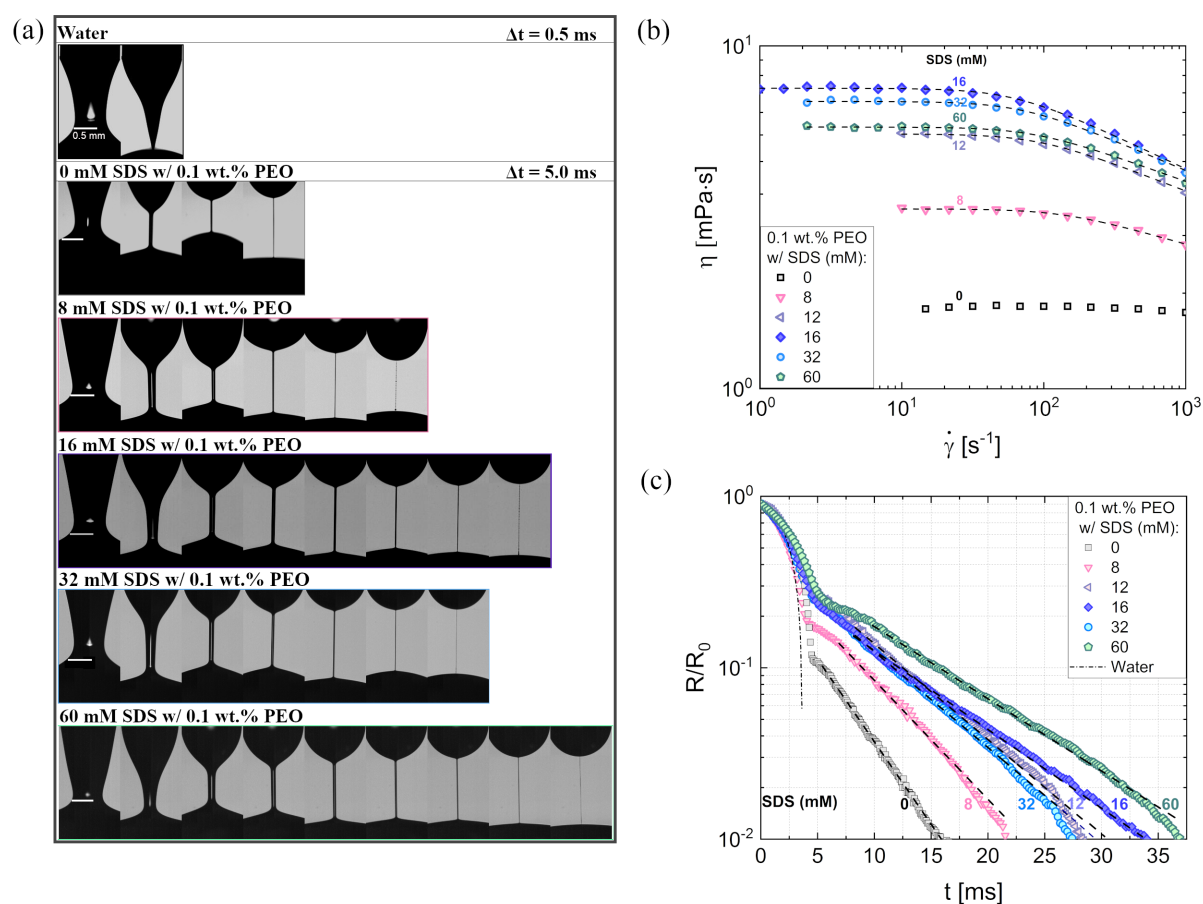 (a)
Water Δt = 0.5 ms
0.5 mm
0 mM SDS w/ 0.1 wt.% PEO Δt = 5.0 ms
8 mM SDS w/ 0.1 wt.% PEO
16 mM SDS w/ 0.1 wt.% PEO
32 mM SDS w/ 0.1 wt.% PEO
60 mM SDS w/ 0.1 wt.% PEO
(b)
10¹
SDS (mM)
16
32
60
12
8
0
η [mPa·s]
0.1 wt.% PEO
w/ SDS (mM):
0
8
12
16
32
60
10⁰
10⁰ 10¹ 10² 10³
γ̇ [s⁻¹]
(c)
10⁰
0.1 wt.% PEO
w/ SDS (mM):
0
8
12
16
32
60
Water
R/R₀
10⁻¹
SDS (mM) 0 8 32 12 16 60
10⁻²
0 5 10 15 20 25 30 35
t [ms]